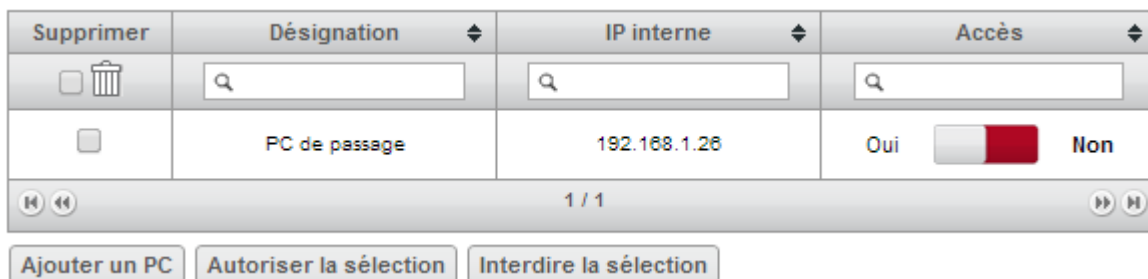 Supprimer Désignation IP interne Accès
PC de passage 192.168.1.26 Oui Non
1 / 1
Ajouter un PC Autoriser la sélection Interdire la sélection